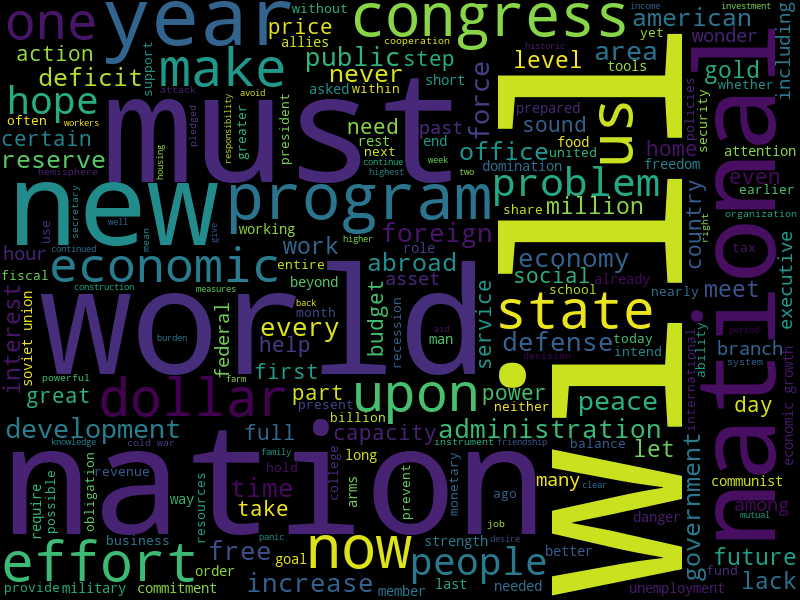 one
year
congress
american
including
without
income
investment
price
allies
cooperation
yet
historic
wonder
action
support
make
public
step
area
deficit
never
level
tools
gold
asked
within
short
force
whether
hope
attack
avoid
must
us
will
national
often
workers
pledged
responsibility
greater
president
need
past
prepared
policies
security
certain
housing
rest
end
sound
food
home
attention
reserve
next
office
united
freedom
hemisphere
continue
week
domination
even
highest
two
problem
earlier
new
program
share
million
country
secretary
use
well
mean
give
working
role
foreign
organization
right
hour
continued
higher
work
economy
tax
economic
entire
abroad
social
already
executive
fiscal
beyond
asset
school
nearly
meet
construction
measures
interest
soviet union
world
back
month
budget
recession
service
state
international
period
federal
every
man
aid
burden
help
defense
today
intend
ability
branch
system
decision
first
powerful
farm
dollar
great
part
present
upon
power
neither
peace
day
billion
development
full
capacity
administration
instrument
friendship
balance
let
government
among
economic growth
knowledge
cold war
revenue
family
hold
college
long
monetary
ago
many
clear
communist
nation
time
arms
prevent
require
possible
obligation
way
resources
take
job
danger
mutual
business
panic
strength
desire
better
effort
free
goal
now
people
future
order
increase
member
last
needed
unemployment
fund
lack
provide
military
commitment